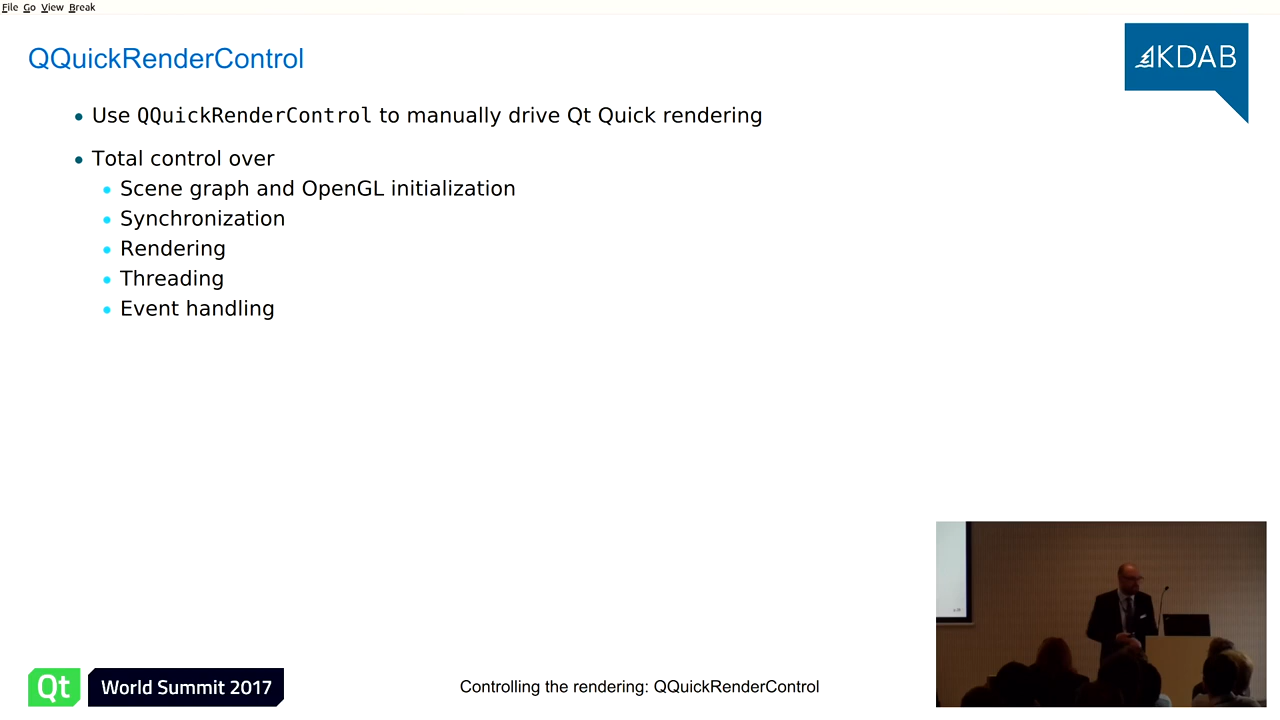 File Go View Break
QQuickRenderControl
KDAB
Use QQuickRenderControl to manually drive Qt Quick rendering
Total control over
Scene graph and OpenGL initialization
Synchronization
Rendering
Threading
Event handling
Qt World Summit 2017
Controlling the rendering: QQuickRenderControl